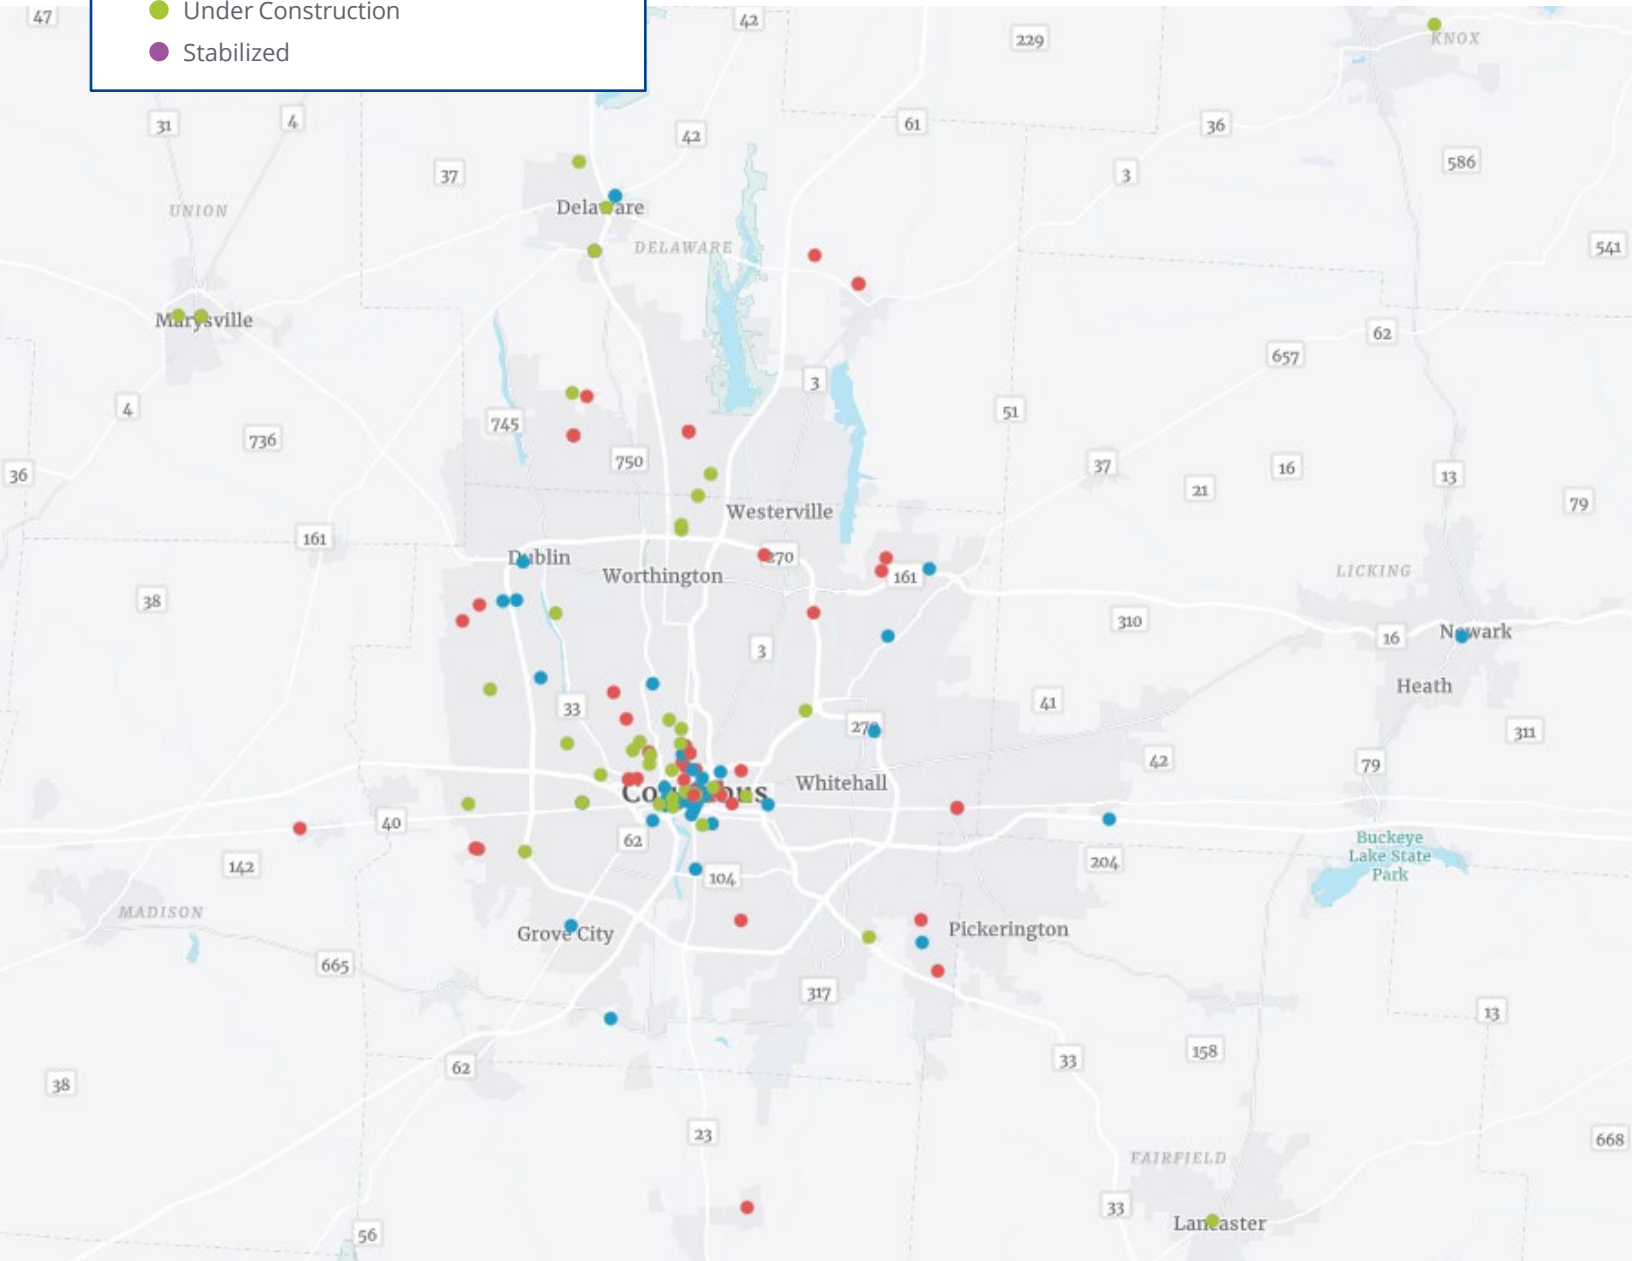 Under Construction
Stabilized
47
42
229
KNOX
31
4
42
61
36
37
3
586
UNION
Delaware
DELAWARE
541
Marysville
62
657
3
4
745
51
736
750
37
16
36
21
13
79
Westerville
161
Dublin
270
Worthington
161
LICKING
38
310
16
Newark
3
Heath
33
41
270
311
42
79
Whitehall
Columbus
40
62
Buckeye
Lake State
Park
142
204
104
MADISON
Grove City
Pickerington
665
317
13
33
158
62
38
23
668
FAIRFIELD
33
Lancaster
56